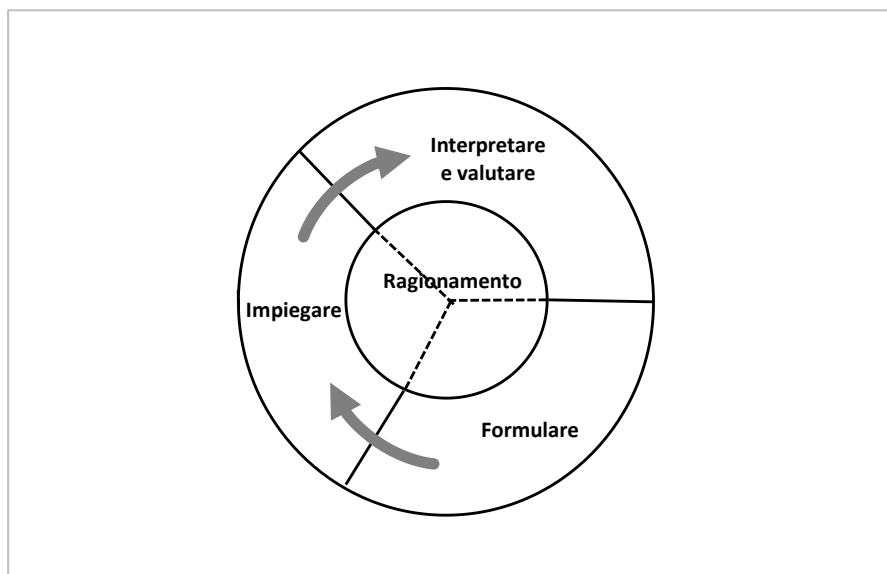 Interpretare
e valutare
Ragionamento
Impiegare
Formulare